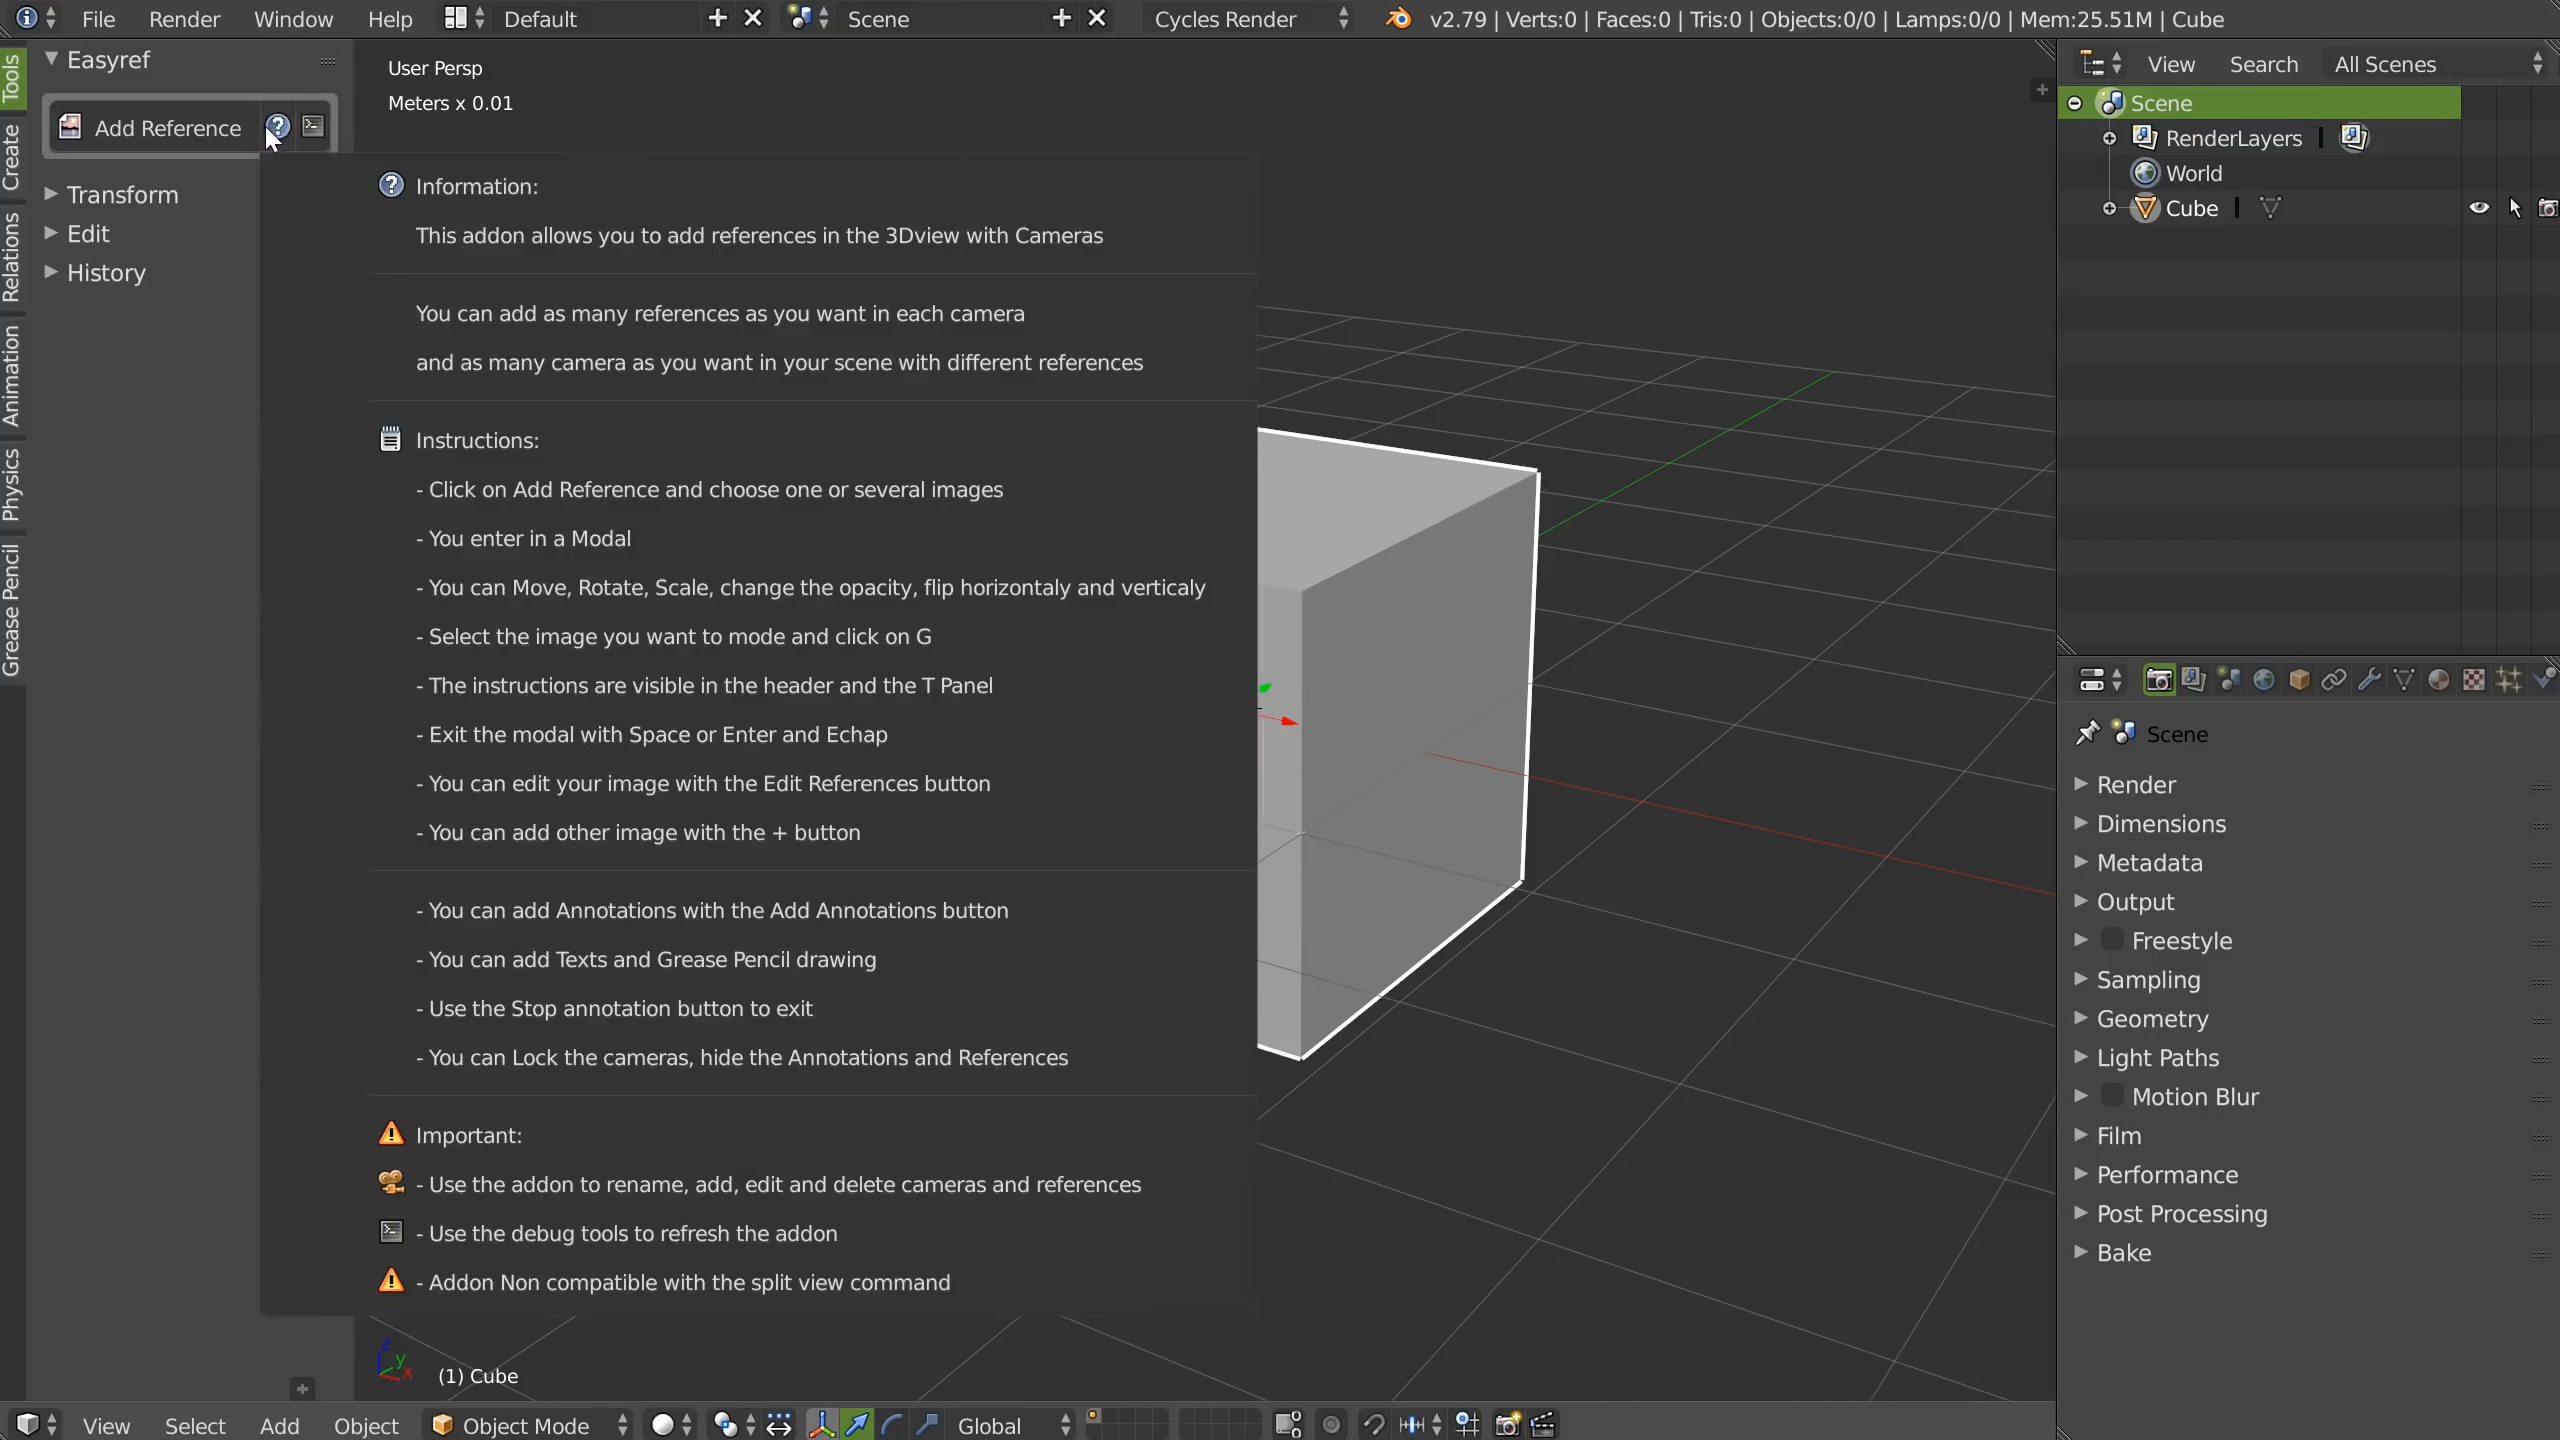 File Render Window Help Default Scene Cycles Render v2.79 | Verts:0 | Faces:0 | Tris:0 | Objects:0/0 | Lamps:0/0 | Mem:25.51M | Cube
Tools
Create
Relations
Animation
Physics
Grease Pencil
Easyref
Add Reference
Transform
Edit
History
User Persp
Meters x 0.01
Information:
This addon allows you to add references in the 3Dview with Cameras
You can add as many references as you want in each camera
and as many camera as you want in your scene with different references
Instructions:
- Click on Add Reference and choose one or several images
- You enter in a Modal
- You can Move, Rotate, Scale, change the opacity, flip horizontaly and verticaly
- Select the image you want to mode and click on G
- The instructions are visible in the header and the T Panel
- Exit the modal with Space or Enter and Echap
- You can edit your image with the Edit References button
- You can add other image with the + button
- You can add Annotations with the Add Annotations button
- You can add Texts and Grease Pencil drawing
- Use the Stop annotation button to exit
- You can Lock the cameras, hide the Annotations and References
Important:
- Use the addon to rename, add, edit and delete cameras and references
- Use the debug tools to refresh the addon
- Addon Non compatible with the split view command
z
y
x
(1) Cube
View Select Add Object Object Mode Global
View Search All Scenes
Scene
RenderLayers |
World
Cube |
Scene
Render
Dimensions
Metadata
Output
Freestyle
Sampling
Geometry
Light Paths
Motion Blur
Film
Performance
Post Processing
Bake